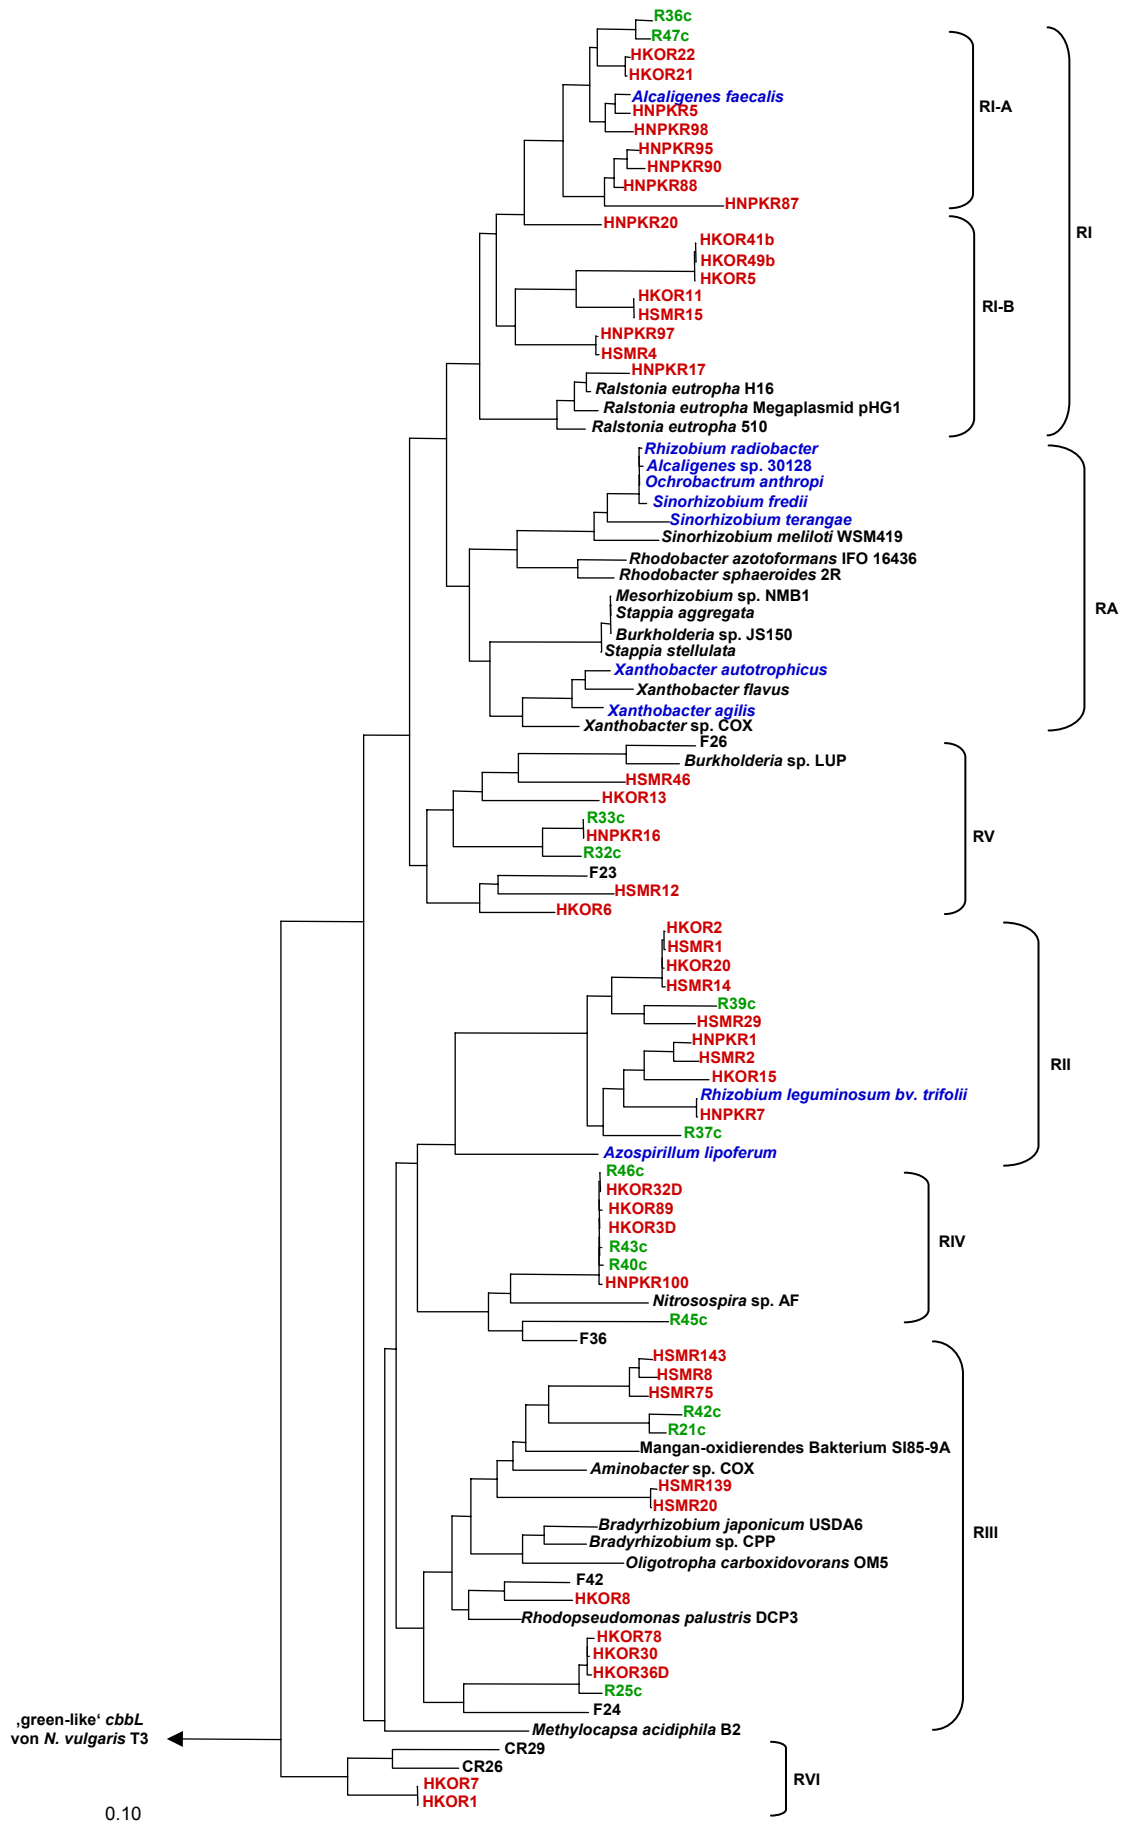 R36c
R47c
HKOR22
HKOR21
Alcaligenes faecalis
HNPKR5
RI-A
HNPKR98
HNPKR95
HNPKR90
HNPKR88
HNPKR87
HNPKR20
RI
HKOR41b
HKOR49b
HKOR5
HKOR11
RI-B
HSMR15
HNPKR97
HSMR4
HNPKR17
Ralstonia eutropha H16
Ralstonia eutropha Megaplasmid pHG1
Ralstonia eutropha 510
Rhizobium radiobacter
Alcaligenes sp. 30128
Ochrobactrum anthropi
Sinorhizobium fredii
Sinorhizobium terangae
Sinorhizobium meliloti WSM419
Rhodobacter azotoformans IFO 16436
Rhodobacter sphaeroides 2R
Mesorhizobium sp. NMB1
RA
Stappia aggregata
Burkholderia sp. JS150
Stappia stellulata
Xanthobacter autotrophicus
Xanthobacter flavus
Xanthobacter agilis
Xanthobacter sp. COX
F26
Burkholderia sp. LUP
HSMR46
HKOR13
R33c
HNPKR16
RV
R32c
F23
HSMR12
HKOR6
HKOR2
HSMR1
HKOR20
HSMR14
R39c
HSMR29
HNPKR1
HSMR2
RII
HKOR15
Rhizobium leguminosum bv. trifolii
HNPKR7
R37c
Azospirillum lipoferum
R46c
HKOR32D
HKOR89
HKOR3D
RIV
R43c
R40c
HNPKR100
Nitrosospira sp. AF
R45c
F36
HSMR143
HSMR8
HSMR75
R42c
R21c
Mangan-oxidierendes Bakterium SI85-9A
Aminobacter sp. COX
HSMR139
HSMR20
Bradyrhizobium japonicum USDA6
RIII
Bradyrhizobium sp. CPP
Oligotropha carboxidovorans OM5
F42
HKOR8
Rhodopseudomonas palustris DCP3
HKOR78
HKOR30
HKOR36D
R25c
F24
‚green-like‘ cbbL
von N. vulgaris T3
Methylocapsa acidiphila B2
CR29
CR26
RVI
HKOR7
HKOR1
0.10